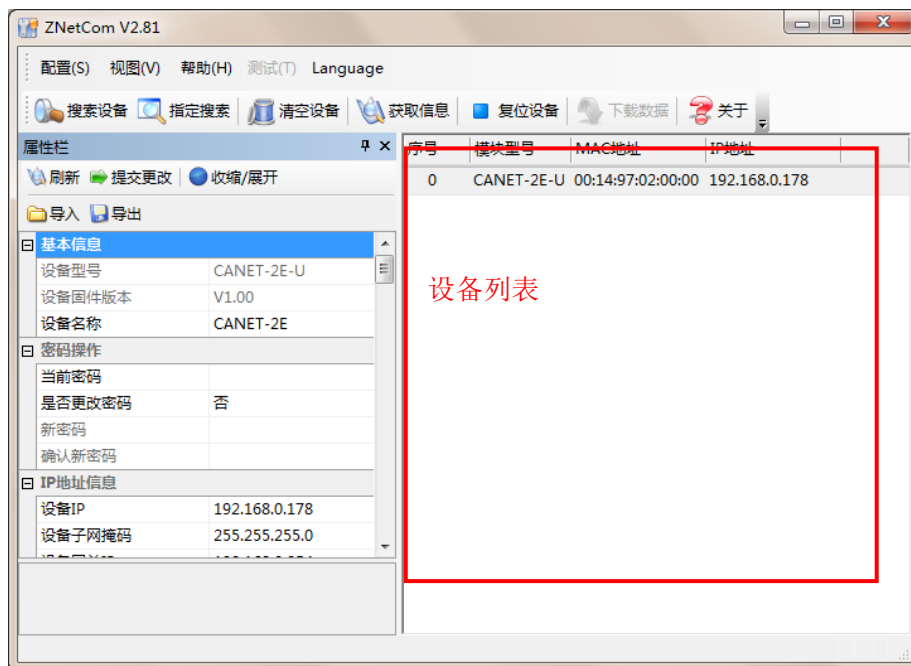 ZNetCom V2.81
配置(S) 视图(V) 帮助(H) 测试(T) Language
搜索设备 指定搜索 清空设备 获取信息 复位设备 下载数据 关于
属性栏
序号 模块型号 MAC地址 IP地址
刷新 提交更改 收缩/展开
0 CANET-2E-U 00:14:97:02:00:00 192.168.0.178
导入 导出
基本信息
设备型号 CANET-2E-U
设备固件版本 V1.00
设备名称 CANET-2E
设备列表
密码操作
当前密码
是否更改密码 否
新密码
确认新密码
IP地址信息
设备IP 192.168.0.178
设备子网掩码 255.255.255.0